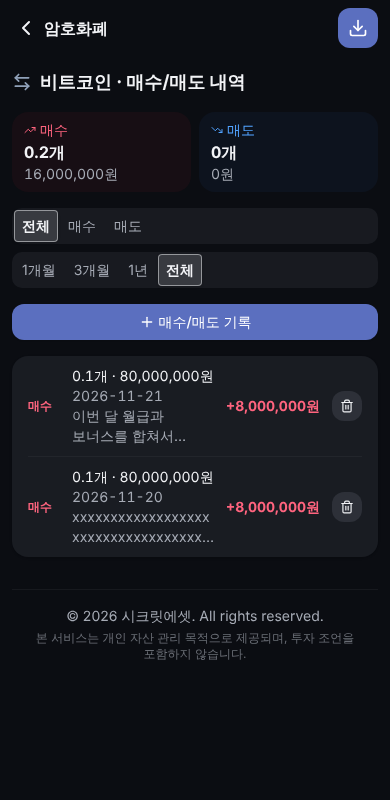 암호화폐
비트코인 · 매수/매도 내역
매수
0.2개
16,000,000원
매도
0개
0원
전체 매수 매도
1개월 3개월 1년 전체
+ 매수/매도 기록
매수
0.1개 · 80,000,000원
2026-11-21
이번 달 월급과
보너스를 합쳐서...
+8,000,000원
매수
0.1개 · 80,000,000원
2026-11-20
xxxxxxxxxxxxxxxxxx
xxxxxxxxxxxxxxxxx...
+8,000,000원
© 2026 시크릿에셋. All rights reserved.
본 서비스는 개인 자산 관리 목적으로 제공되며, 투자 조언을
포함하지 않습니다.